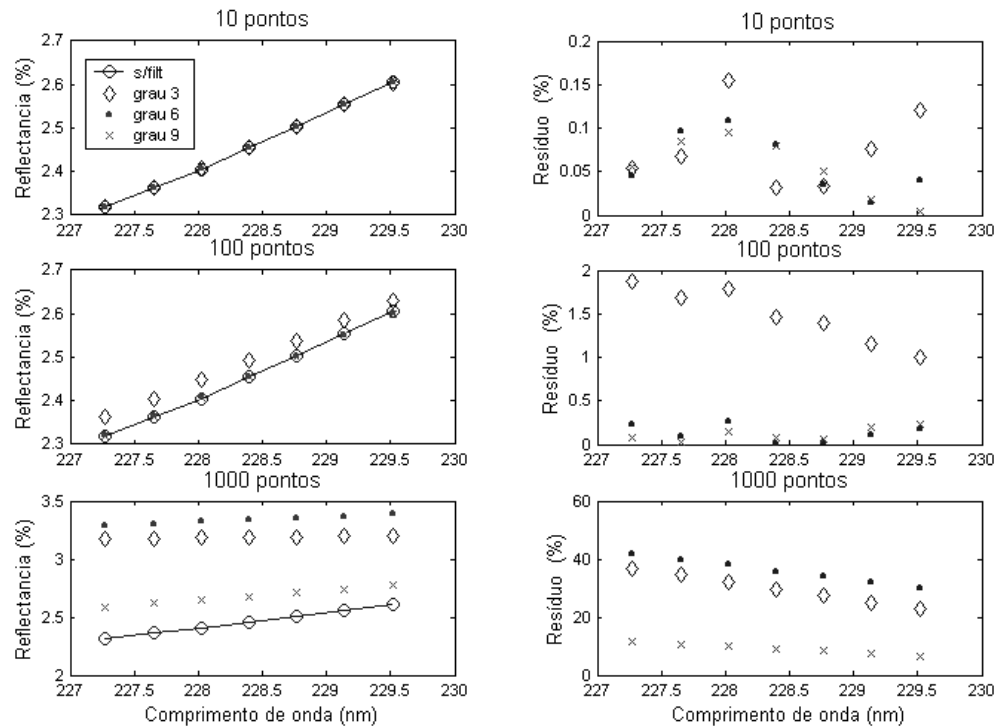 10 pontos
Reflectancia (%)
2.7
2.6
2.5
2.4
2.3
s/filt
grau 3
grau 6
grau 9
227 227.5 228 228.5 229 229.5 230
10 pontos
Resíduo (%)
0.2
0.15
0.1
0.05
0
227 227.5 228 228.5 229 229.5 230
100 pontos
Reflectancia (%)
2.7
2.6
2.5
2.4
2.3
227 227.5 228 228.5 229 229.5 230
100 pontos
Resíduo (%)
2
1.5
1
0.5
0
227 227.5 228 228.5 229 229.5 230
1000 pontos
Reflectancia (%)
3.5
3
2.5
2
227 227.5 228 228.5 229 229.5 230
Comprimento de onda (nm)
1000 pontos
Resíduo (%)
60
40
20
0
227 227.5 228 228.5 229 229.5 230
Comprimento de onda (nm)